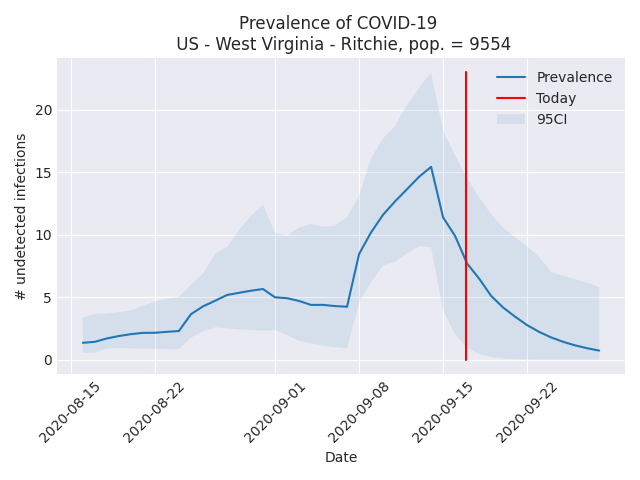 Prevalence of COVID-19
US - West Virginia - Ritchie, pop. = 9554
# undetected infections
20
15
10
5
0
Prevalence
Today
95CI
2020-08-15
2020-08-22
2020-09-01
2020-09-08
2020-09-15
2020-09-22
Date